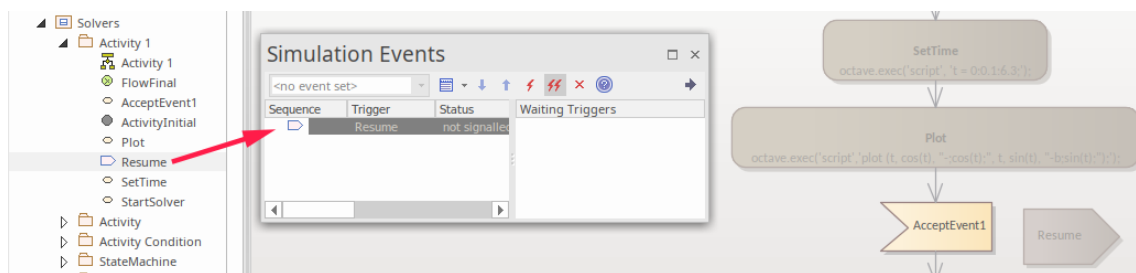 Solvers
Activity 1
Activity 1
FlowFinal
AcceptEvent1
ActivityInitial
Plot
Resume
SetTime
StartSolver
Activity
Activity Condition
StateMachine
Simulation Events
<no event set>
Sequence Trigger Status Waiting Triggers
Resume not signalled
SetTime
octave.exec('script', 't = 0:0.1:6.3;');
Plot
octave.exec('script','plot (t, cos(t), "-;cos(t);", t, sin(t), "-b;sin(t);");');
AcceptEvent1
Resume